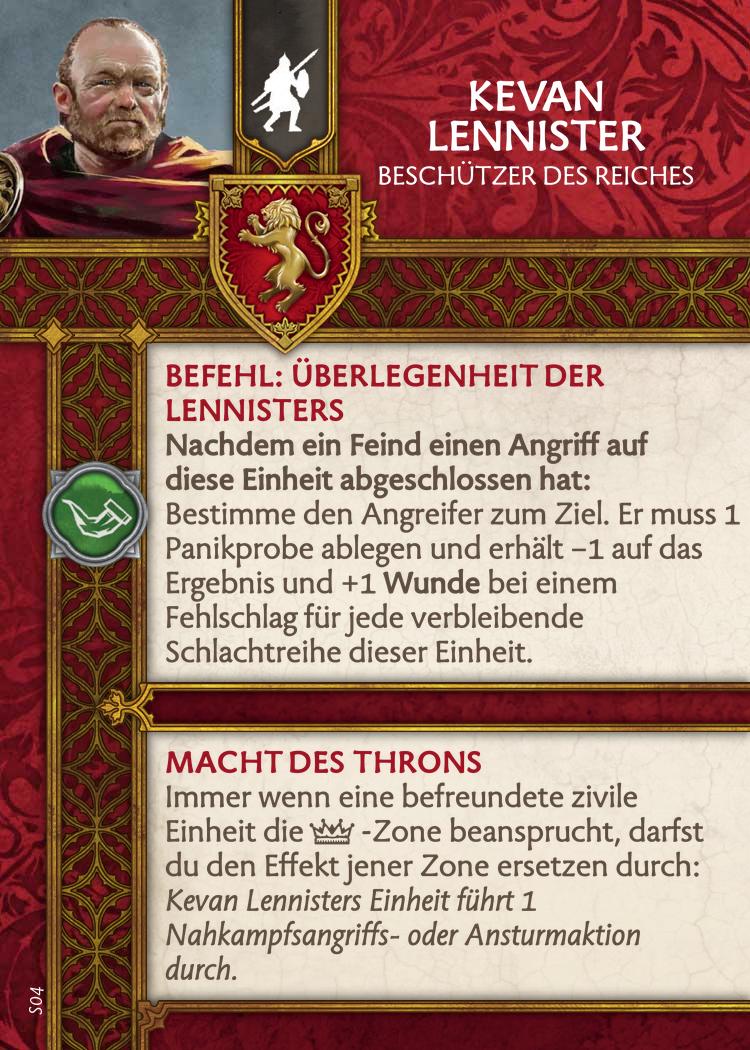 KEVAN
LENNISTER
BESCHÜTZER DES REICHES
BEFEHL: ÜBERLEGENHEIT DER
LENNISTERS
Nachdem ein Feind einen Angriff auf
diese Einheit abgeschlossen hat:
Bestimme den Angreifer zum Ziel. Er muss 1
Panikprobe ablegen und erhält –1 auf das
Ergebnis und +1 Wunde bei einem
Fehlschlag für jede verbleibende
Schlachtreihe dieser Einheit.
MACHT DES THRONS
Immer wenn eine befreundete zivile
Einheit die -Zone beansprucht, darfst
du den Effekt jener Zone ersetzen durch:
Kevan Lennisters Einheit führt 1
Nahkampfsangriffs- oder Ansturmaktion
durch.
S04